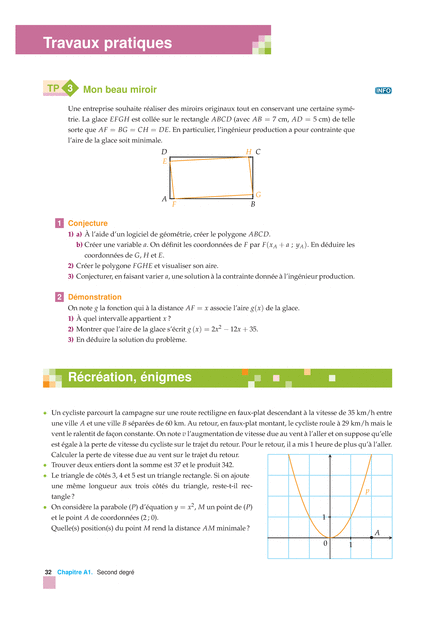 Travaux pratiques
TP 3 Mon beau miroir
INFO
Une entreprise souhaite réaliser des miroirs originaux tout en conservant une certaine symé-
trie. La glace EFGH est collée sur le rectangle ABCD (avec AB = 7 cm, AD = 5 cm) de telle
sorte que AF = BG = CH = DE. En particulier, l'ingénieur production a pour contrainte que
l'aire de la glace soit minimale.
D H C
E
G
A F B
1 Conjecture
1) a) À l'aide d'un logiciel de géométrie, créer le polygone ABCD.
b) Créer une variable a. On définit les coordonnées de F par F(xA + a ; yA). En déduire les
coordonnées de G, H et E.
2) Créer le polygone FGHE et visualiser son aire.
3) Conjecturer, en faisant varier a, une solution à la contrainte donnée à l'ingénieur production.
2 Démonstration
On note g la fonction qui à la distance AF = x associe l'aire g(x) de la glace.
1) À quel intervalle appartient x ?
2) Montrer que l'aire de la glace s'écrit g (x) = 2x² − 12x + 35.
3) En déduire la solution du problème.
Récréation, énigmes
• Un cycliste parcourt la campagne sur une route rectiligne en faux-plat descendant à la vitesse de 35 km/h entre
une ville A et une ville B séparées de 60 km. Au retour, en faux-plat montant, le cycliste roule à 29 km/h mais le
vent le ralentit de façon constante. On note v l'augmentation de vitesse due au vent à l'aller et on suppose qu'elle
est égale à la perte de vitesse du cycliste sur le trajet du retour. Pour le retour, il a mis 1 heure de plus qu'à l'aller.
Calculer la perte de vitesse due au vent sur le trajet du retour.
• Trouver deux entiers dont la somme est 37 et le produit 342.
• Le triangle de côtés 3, 4 et 5 est un triangle rectangle. Si on ajoute
une même longueur aux trois côtés du triangle, reste-t-il rec-
tangle ?
• On considère la parabole (P) d'équation y = x², M un point de (P)
et le point A de coordonnées (2 ; 0).
Quelle(s) position(s) du point M rend la distance AM minimale ?
P
1
A
0 1
32 Chapitre A1. Second degré